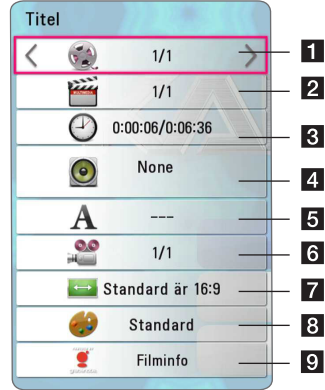 Titel
1/1 1
1/1 2
0:00:06/0:06:36 3
None 4
A --- 5
1/1 6
Standard är 16:9 7
Standard 8
Filminfo 9